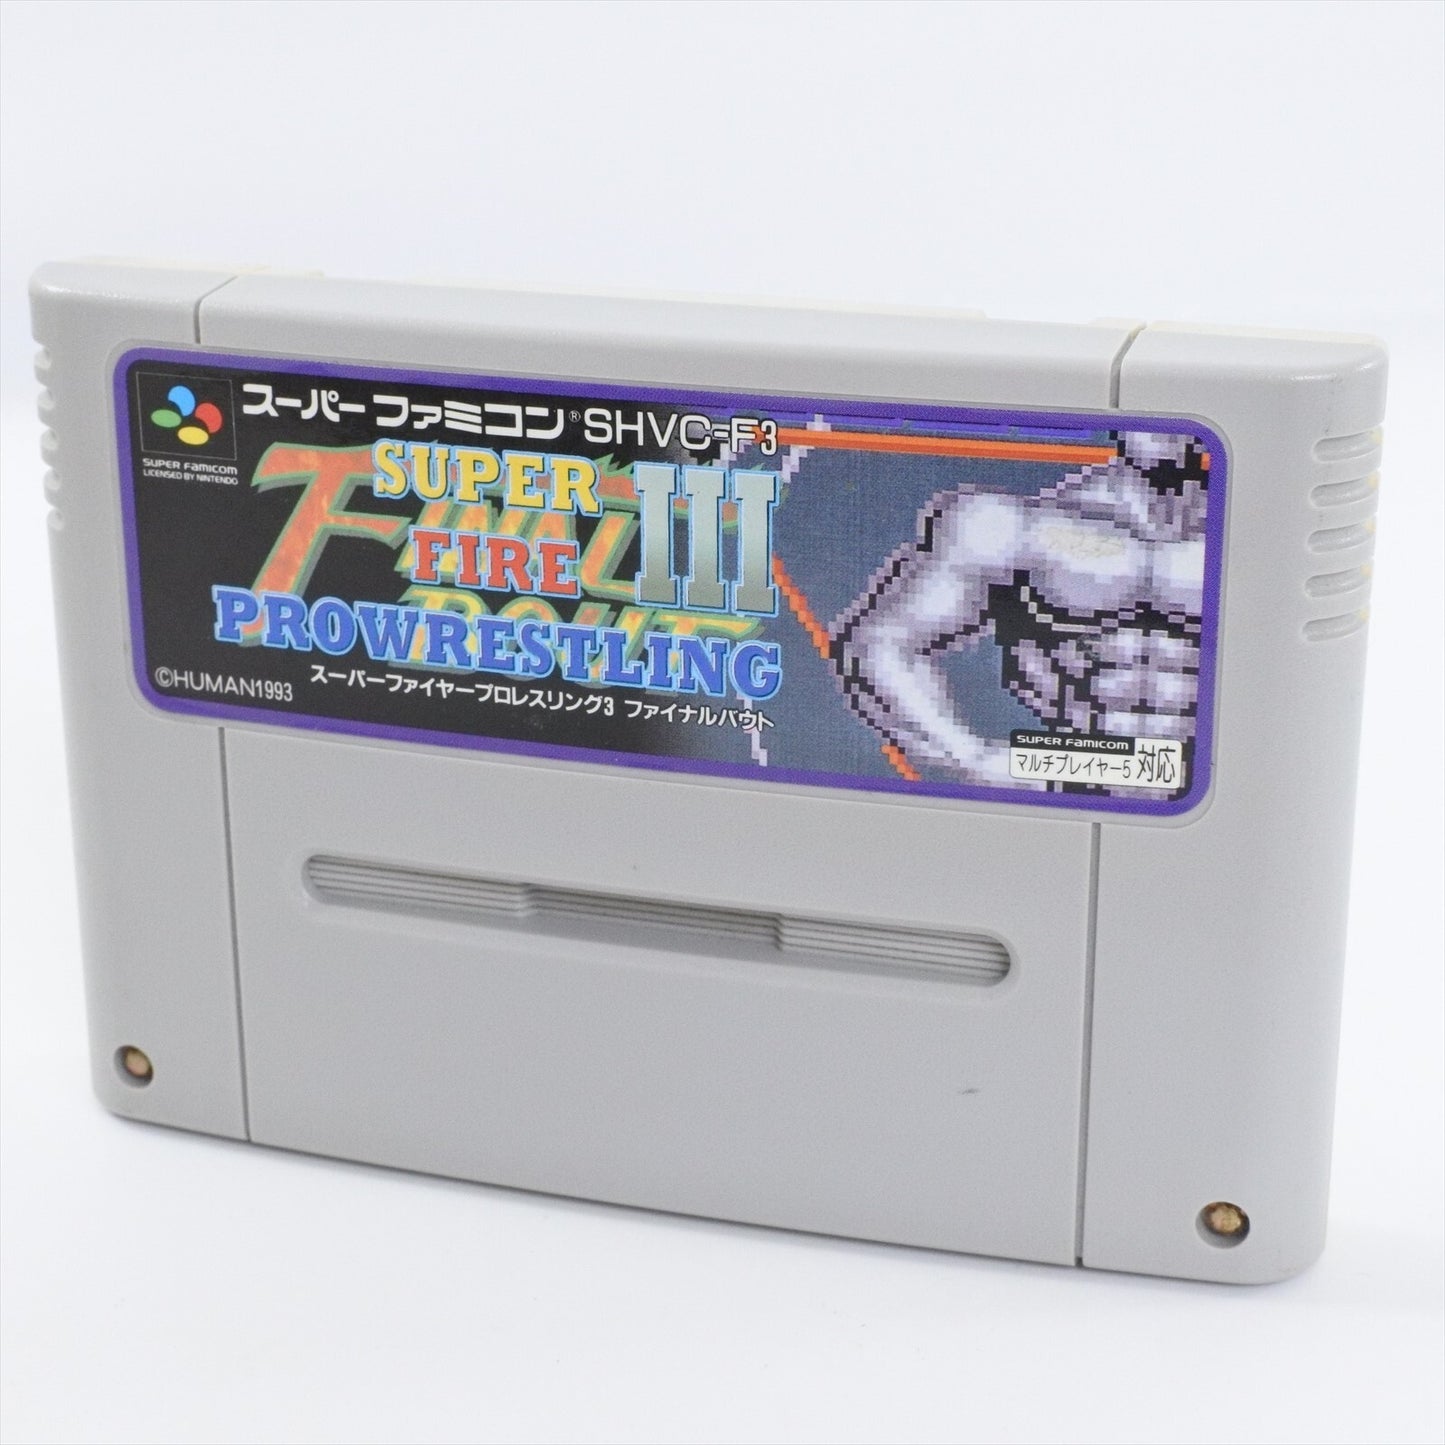 スーパーファミコン® SHVC-F3
SUPER FAMICOM
LICENSED BY NINTENDO
FINAL BOUT
SUPER
FIRE III
PROWRESTLING
スーパーファイヤープロレスリング3 ファイナルバウト
©HUMAN1993
SUPER FAMICOM
マルチプレイヤー5 対応